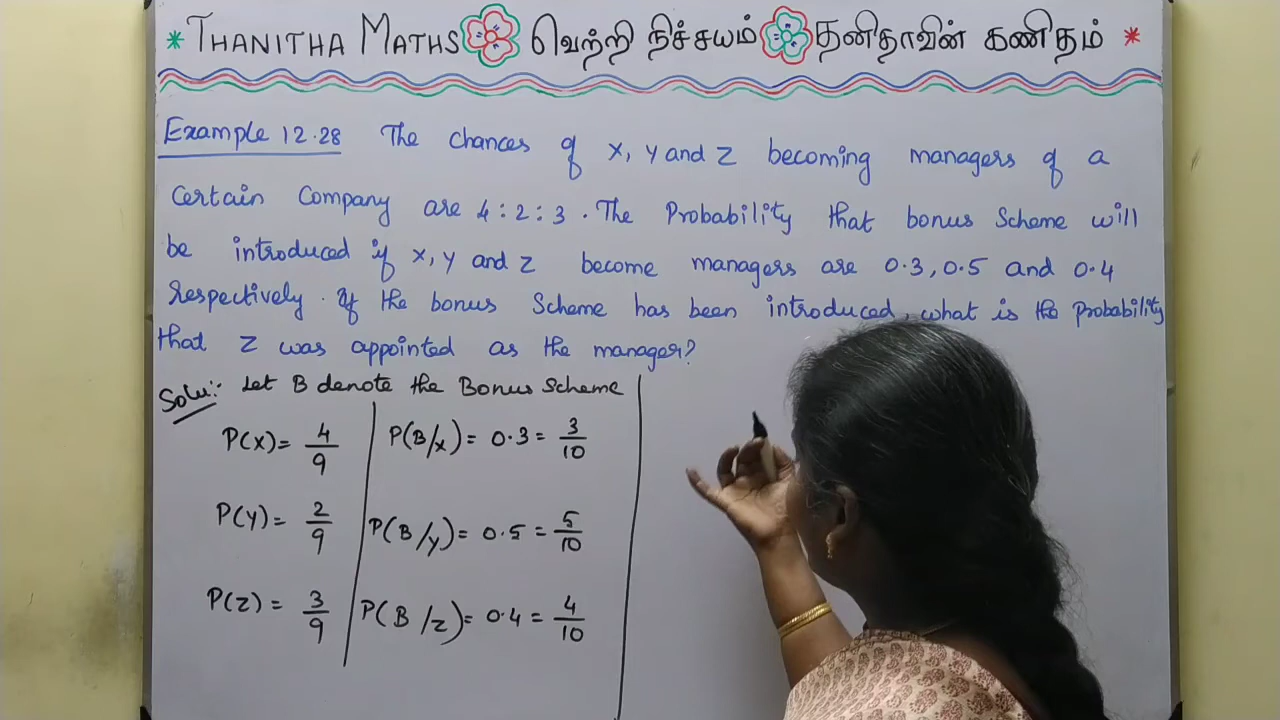 * THANITHA MATHS வெற்றி நிச்சயம் தனிதாவின் கணிதம் *
Example 12.28 The chances of X, Y and Z becoming managers of a
certain Company are 4 : 2 : 3 . The Probability that bonus Scheme will
be introduced if X, Y and Z become managers are 0.3, 0.5 and 0.4
respectively. If the bonus Scheme has been introduced, what is the Probability
that Z was appointed as the manager?
Solu:- Let B denote the Bonus Scheme
P(X) = 4/9 P(B/X) = 0.3 = 3/10
P(Y) = 2/9 P(B/Y) = 0.5 = 5/10
P(Z) = 3/9 P(B/Z) = 0.4 = 4/10